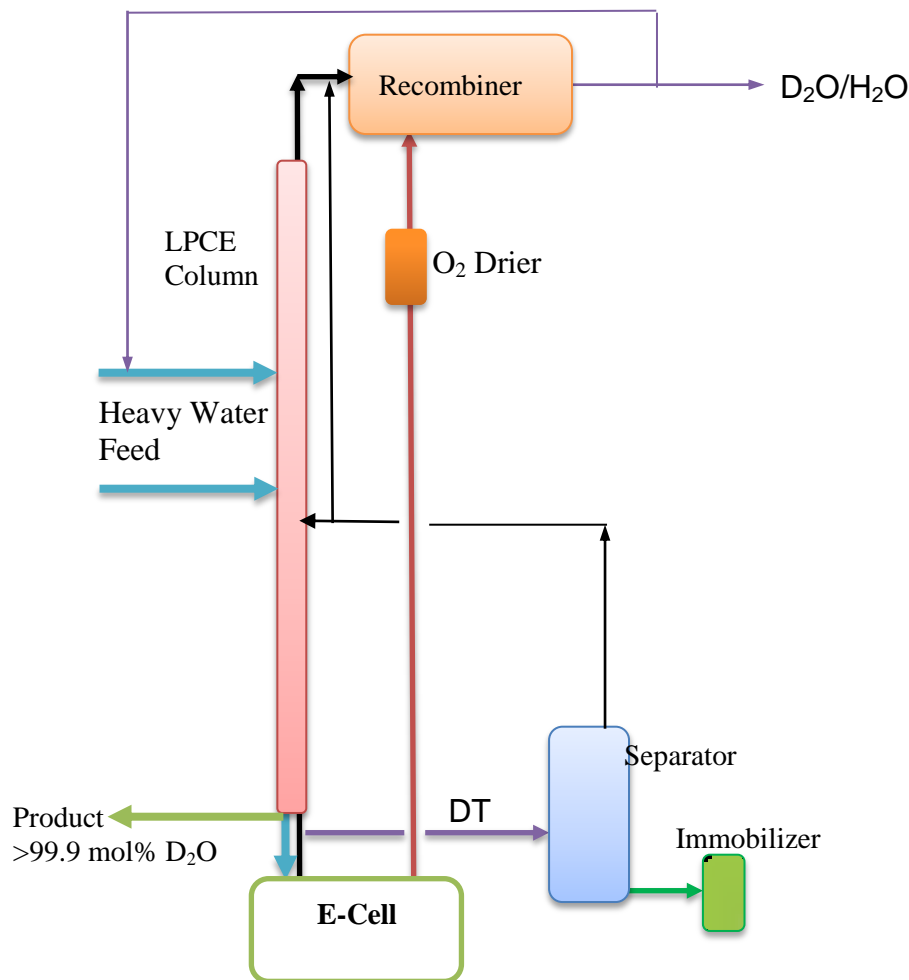 Recombiner
D₂O/H₂O
LPCE
Column
O₂ Drier
Heavy Water
Feed
Separator
DT
Product
>99.9 mol% D₂O
Immobilizer
E-Cell